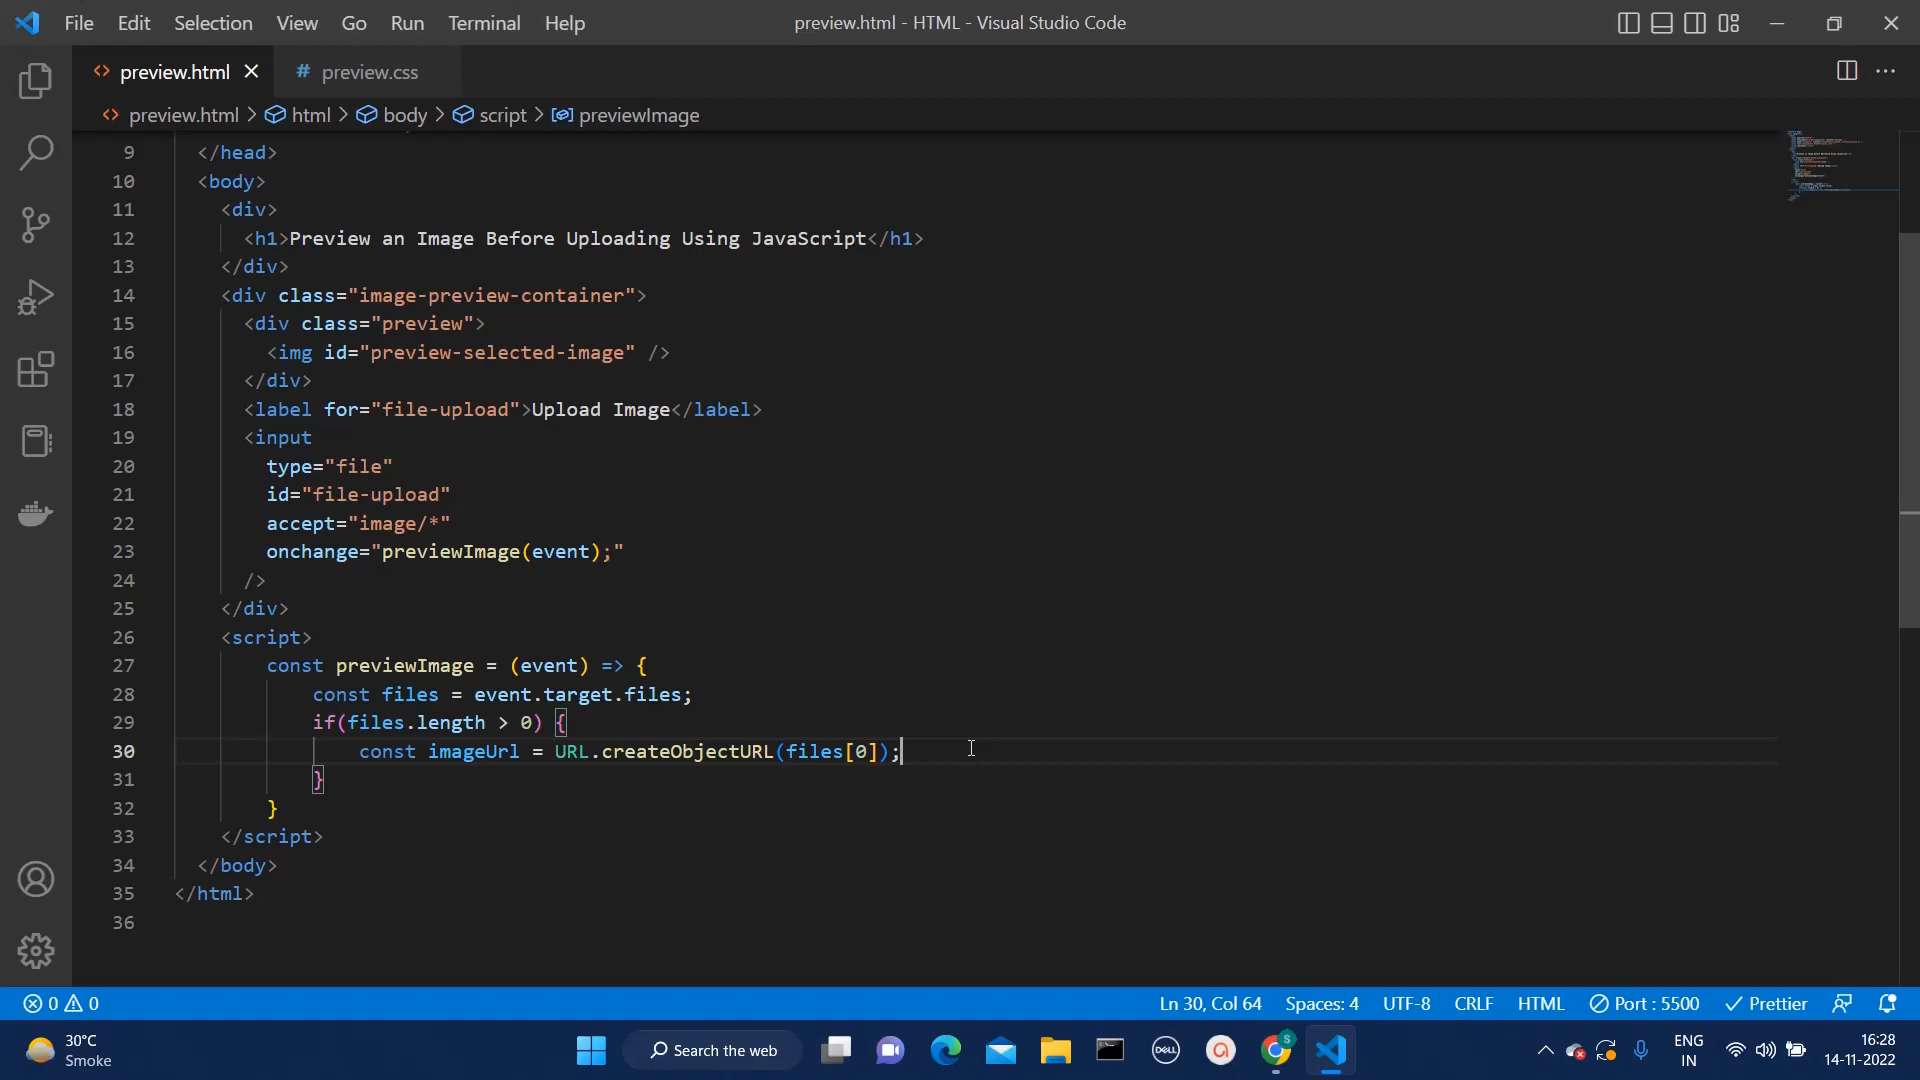 File Edit Selection View Go Run Terminal Help preview.html - HTML - Visual Studio Code
preview.html # preview.css
preview.html > html > body > script > previewImage
9 </head>
10 <body>
11 <div>
12 <h1>Preview an Image Before Uploading Using JavaScript</h1>
13 </div>
14 <div class="image-preview-container">
15 <div class="preview">
16 <img id="preview-selected-image" />
17 </div>
18 <label for="file-upload">Upload Image</label>
19 <input
20 type="file"
21 id="file-upload"
22 accept="image/*"
23 onchange="previewImage(event);"
24 />
25 </div>
26 <script>
27 const previewImage = (event) => {
28 const files = event.target.files;
29 if(files.length > 0) {
30 const imageUrl = URL.createObjectURL(files[0]);
31 }
32 }
33 </script>
34 </body>
35 </html>
36
0 0 Ln 30, Col 64 Spaces: 4 UTF-8 CRLF HTML Port : 5500 Prettier
30°C
Smoke
Search the web
DELL
S
ENG
IN
16:28
14-11-2022